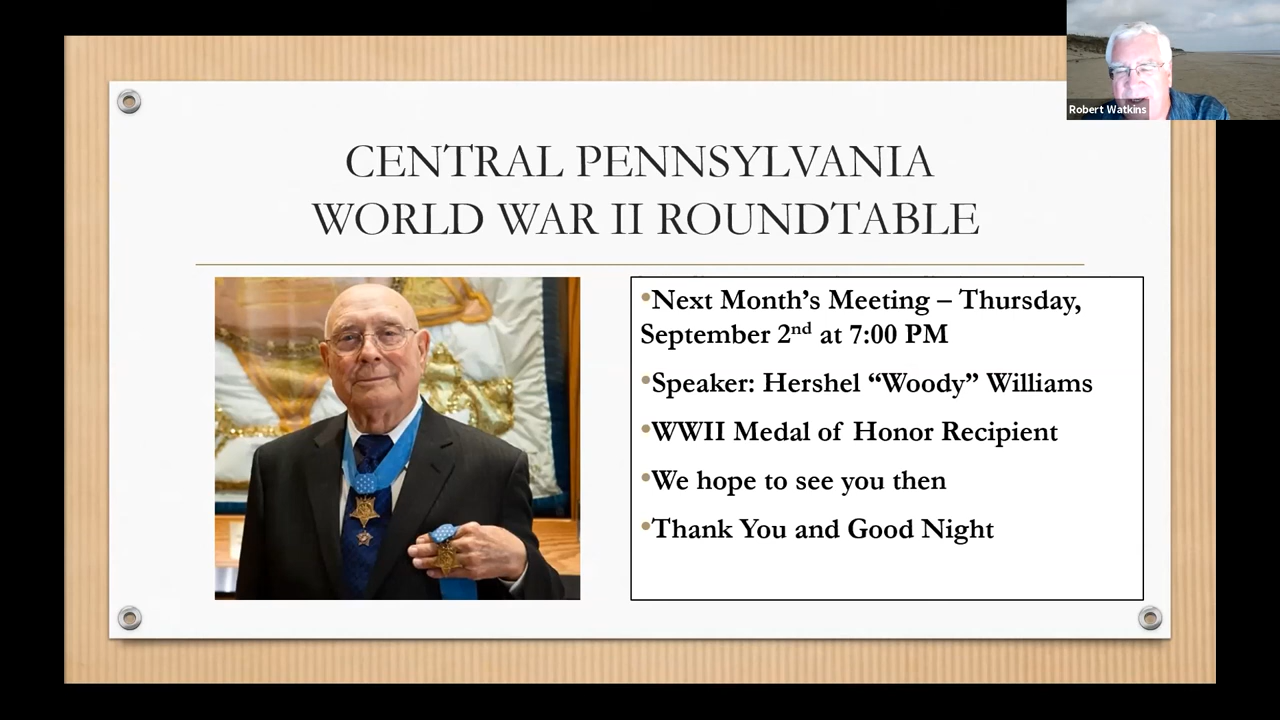 Robert Watkins
CENTRAL PENNSYLVANIA
WORLD WAR II ROUNDTABLE
•Next Month’s Meeting – Thursday,
September 2nd at 7:00 PM
•Speaker: Hershel “Woody” Williams
•WWII Medal of Honor Recipient
•We hope to see you then
•Thank You and Good Night